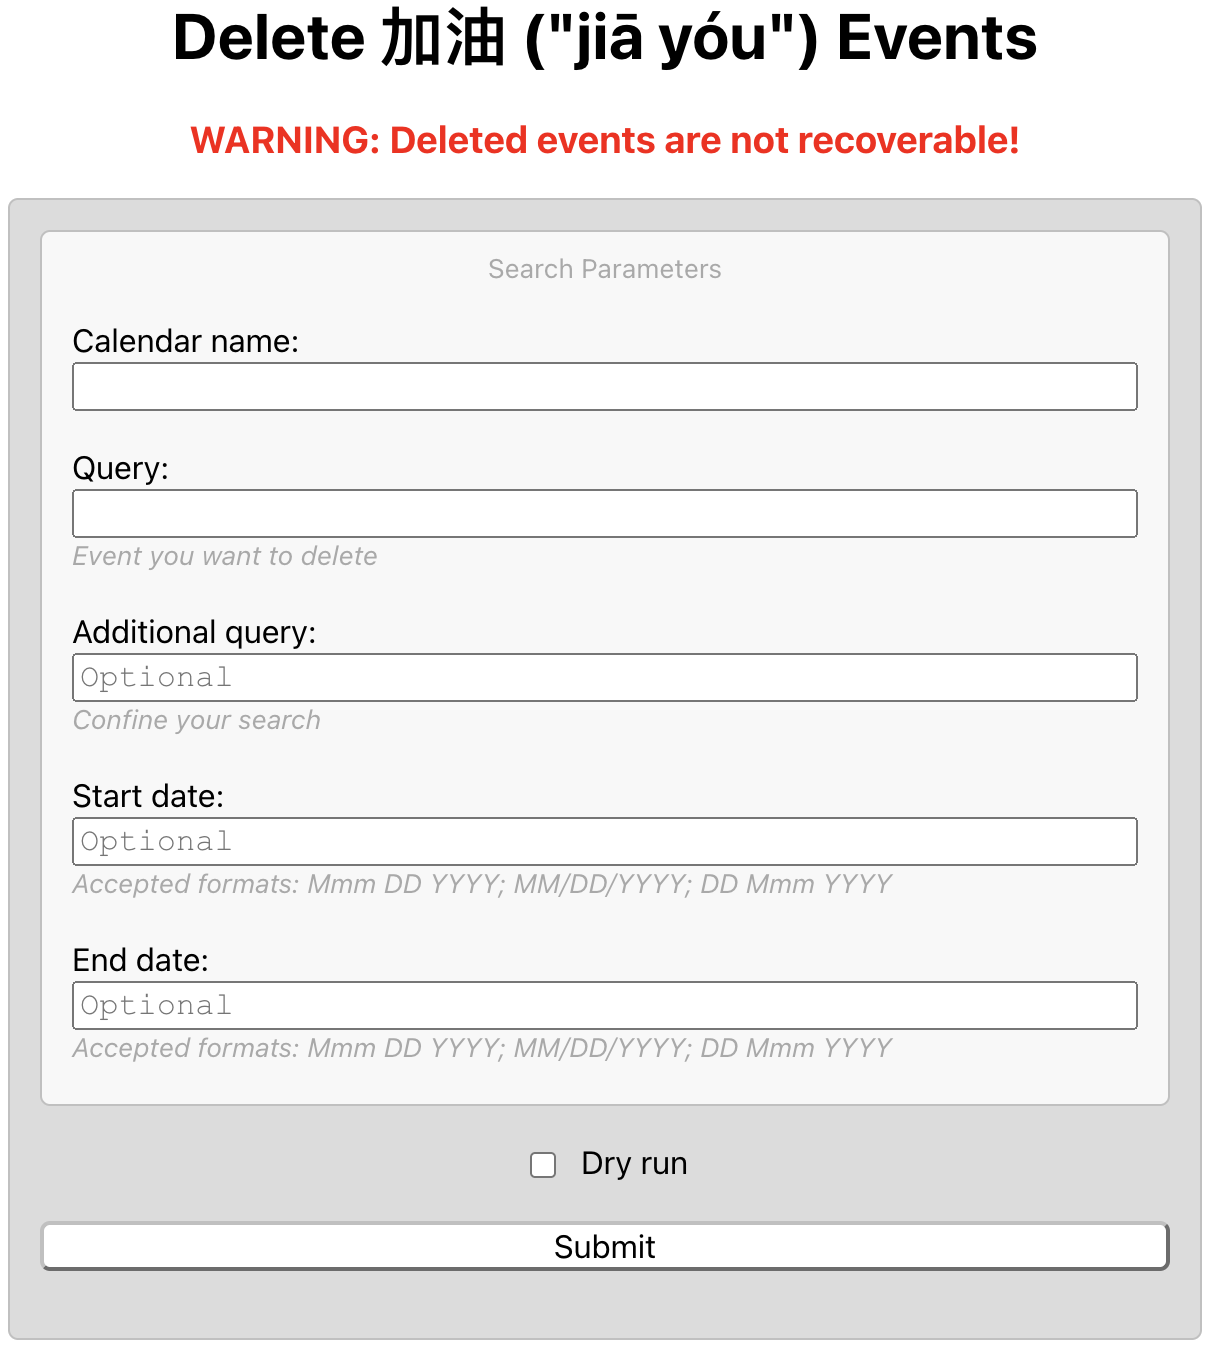 Delete 加油 ("jiā yóu") Events
WARNING: Deleted events are not recoverable!
Search Parameters
Calendar name:
Query:
Event you want to delete
Additional query:
Optional
Confine your search
Start date:
Optional
Accepted formats: Mmm DD YYYY; MM/DD/YYYY; DD Mmm YYYY
End date:
Optional
Accepted formats: Mmm DD YYYY; MM/DD/YYYY; DD Mmm YYYY
Dry run
Submit